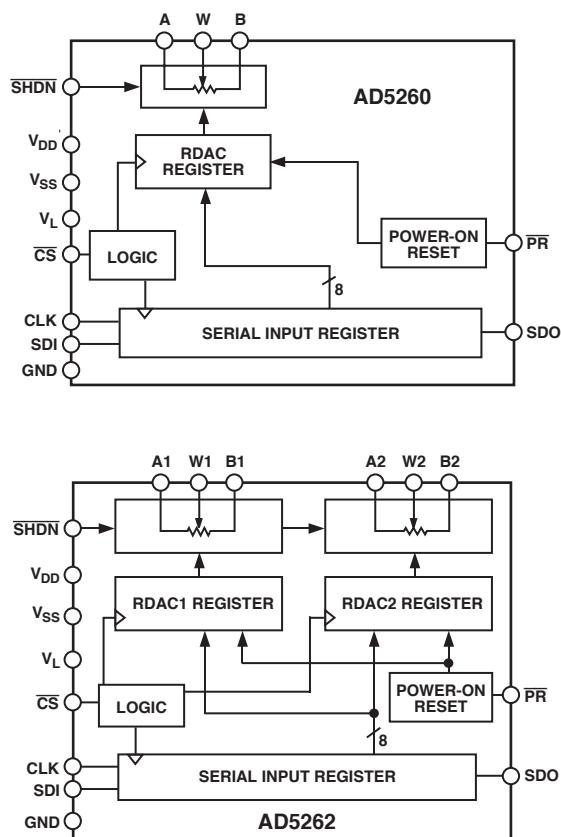 A W B
SHDN
AD5260
VDD
RDAC
REGISTER
VSS
VL
CS
LOGIC
POWER-ON
RESET
PR
8
CLK
SERIAL INPUT REGISTER
SDO
SDI
GND
A1 W1 B1 A2 W2 B2
SHDN
VDD
RDAC1 REGISTER RDAC2 REGISTER
VSS
VL
POWER-ON
RESET
PR
CS
LOGIC
8
CLK
SERIAL INPUT REGISTER
SDO
SDI
GND
AD5262